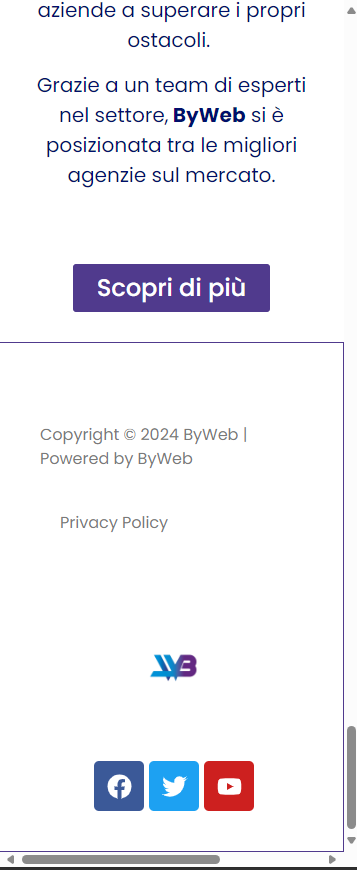 aziende a superare i propri
ostacoli.
Grazie a un team di esperti
nel settore, ByWeb si è
posizionata tra le migliori
agenzie sul mercato.
Scopri di più
Copyright © 2024 ByWeb |
Powered by ByWeb
Privacy Policy